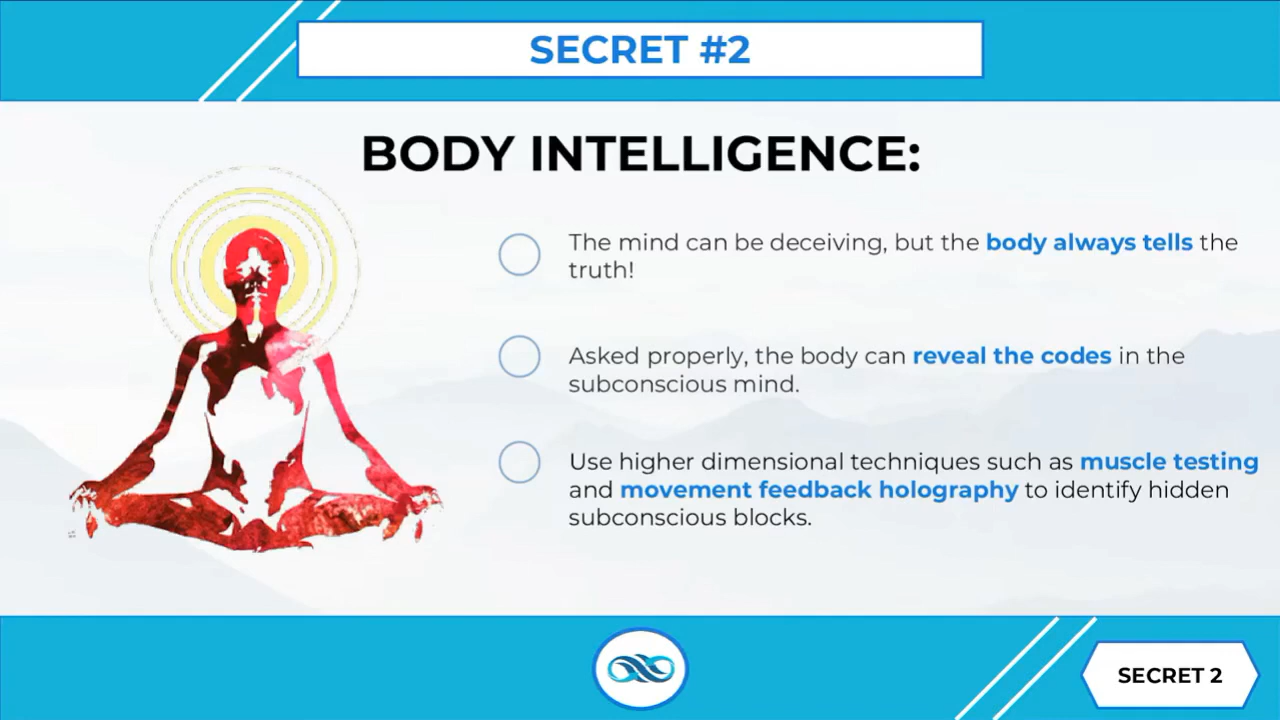 SECRET #2
BODY INTELLIGENCE:
The mind can be deceiving, but the body always tells the
truth!
Asked properly, the body can reveal the codes in the
subconscious mind.
Use higher dimensional techniques such as muscle testing
and movement feedback holography to identify hidden
subconscious blocks.
SECRET 2